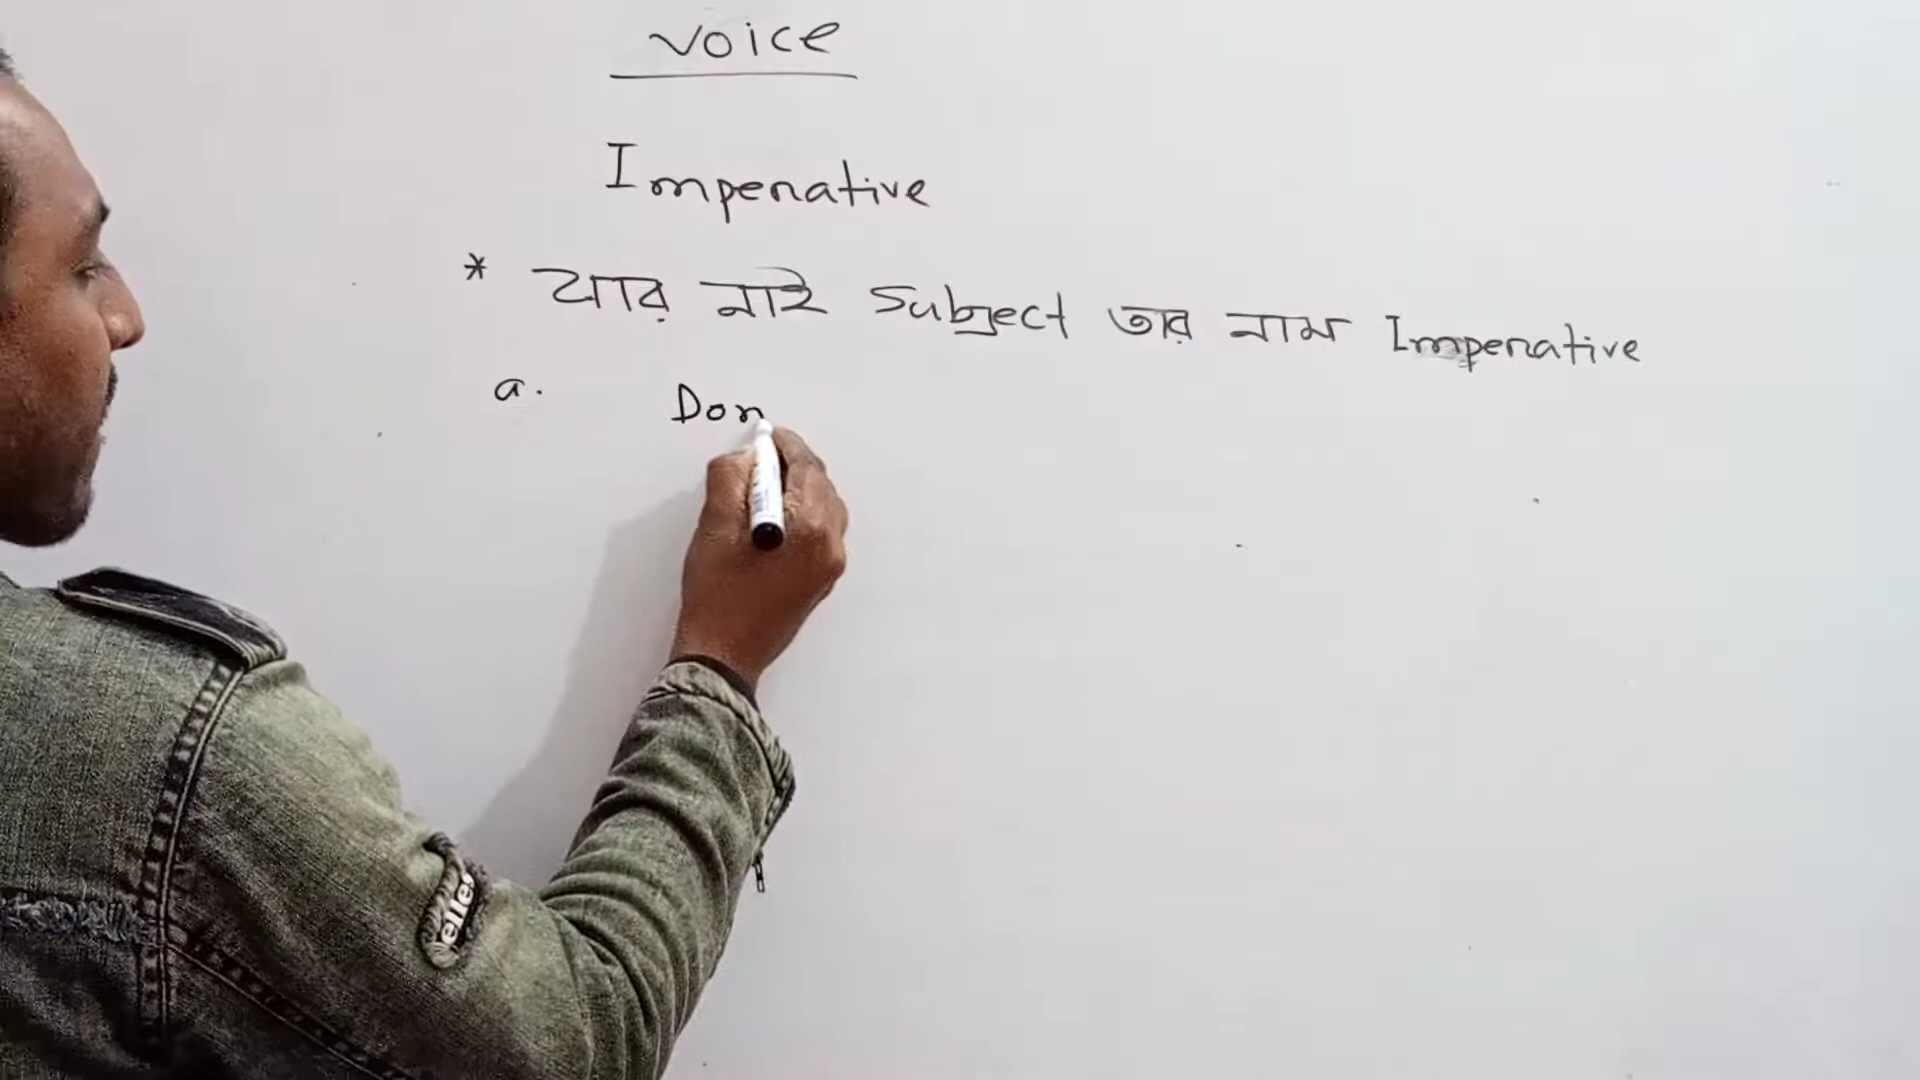 voice
Imperative
* যার নাই Subject তার নাম Imperative
a. Don